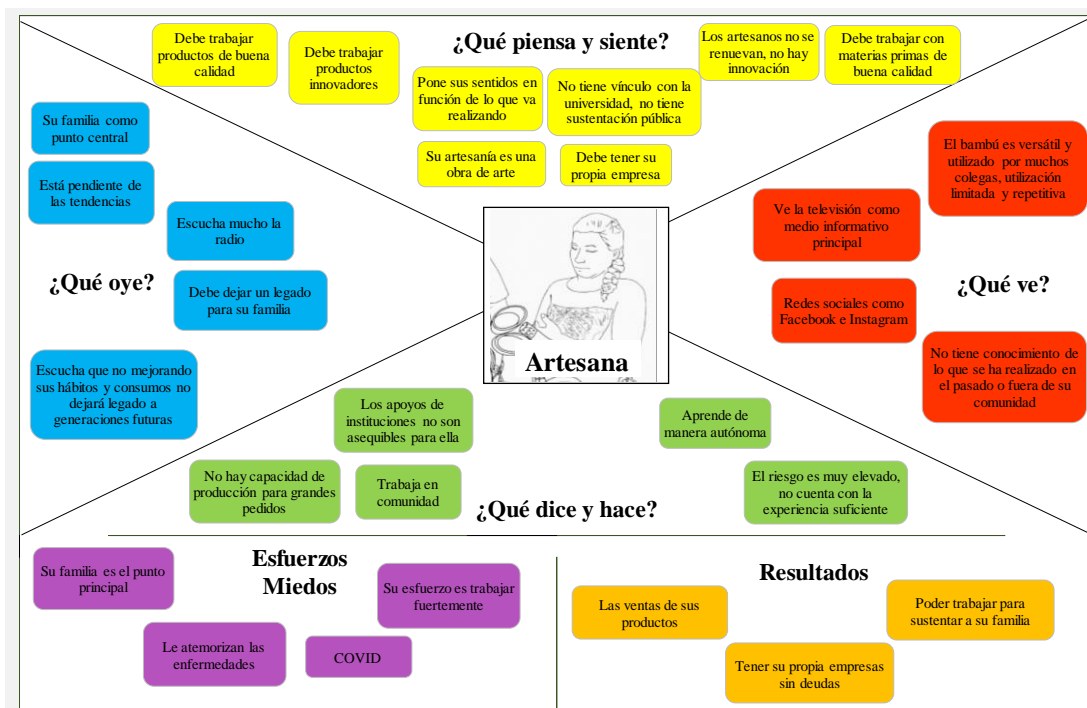 ¿Qué piensa y siente?
Debe trabajar
productos de buena
calidad
Debe trabajar
productos
innovadores
Pone sus sentidos en
función de lo que va
realizando
No tiene vínculo con la
universidad, no tiene
sustentación pública
Los artesanos no se
renuevan, no hay
innovación
Debe trabajar con
materias primas de
buena calidad
Su artesanía es una
obra de arte
Debe tener su
propia empresa
Su familia como
punto central
Está pendiente de
las tendencias
Escucha mucho la
radio
¿Qué oye?
Debe dejar un legado
para su familia
Escucha que no mejorando
sus hábitos y consumos no
dejará legado a
generaciones futuras
Artesana
El bambú es versátil y
utilizado por muchos
colegas, utilización
limitada y repetitiva
Ve la televisión como
medio informativo
principal
¿Qué ve?
Redes sociales como
Facebook e Instagram
No tiene conocimiento de
lo que se ha realizado en
el pasado o fuera de su
comunidad
Los apoyos de
instituciones no son
asequibles para ella
Aprende de
manera autónoma
No hay capacidad de
producción para grandes
pedidos
Trabaja en
comunidad
El riesgo es muy elevado,
no cuenta con la
experiencia suficiente
¿Qué dice y hace?
Esfuerzos
Miedos
Su familia es el punto
principal
Su esfuerzo es trabajar
fuertemente
Le atemorizan las
enfermedades
COVID
Resultados
Las ventas de sus
productos
Poder trabajar para
sustentar a su familia
Tener su propia empresas
sin deudas